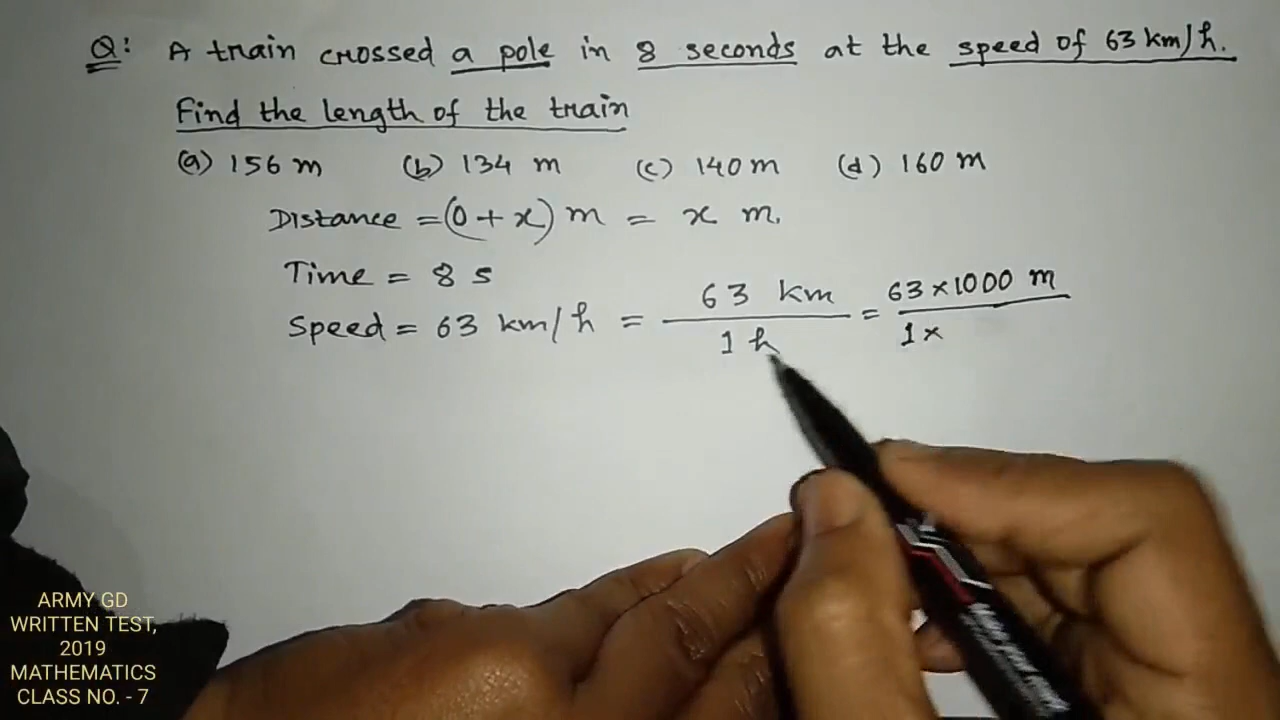 Q: A train crossed a pole in 8 seconds at the speed of 63 km/h.
Find the length of the train
(a) 156 m (b) 134 m (c) 140 m (d) 160 m
Distance = (0 + x) m = x m.
Time = 8 s
Speed = 63 km/h = 63 km / 1 h = 63 × 1000 m / 1 ×
ARMY GD
WRITTEN TEST,
2019
MATHEMATICS
CLASS NO. - 7